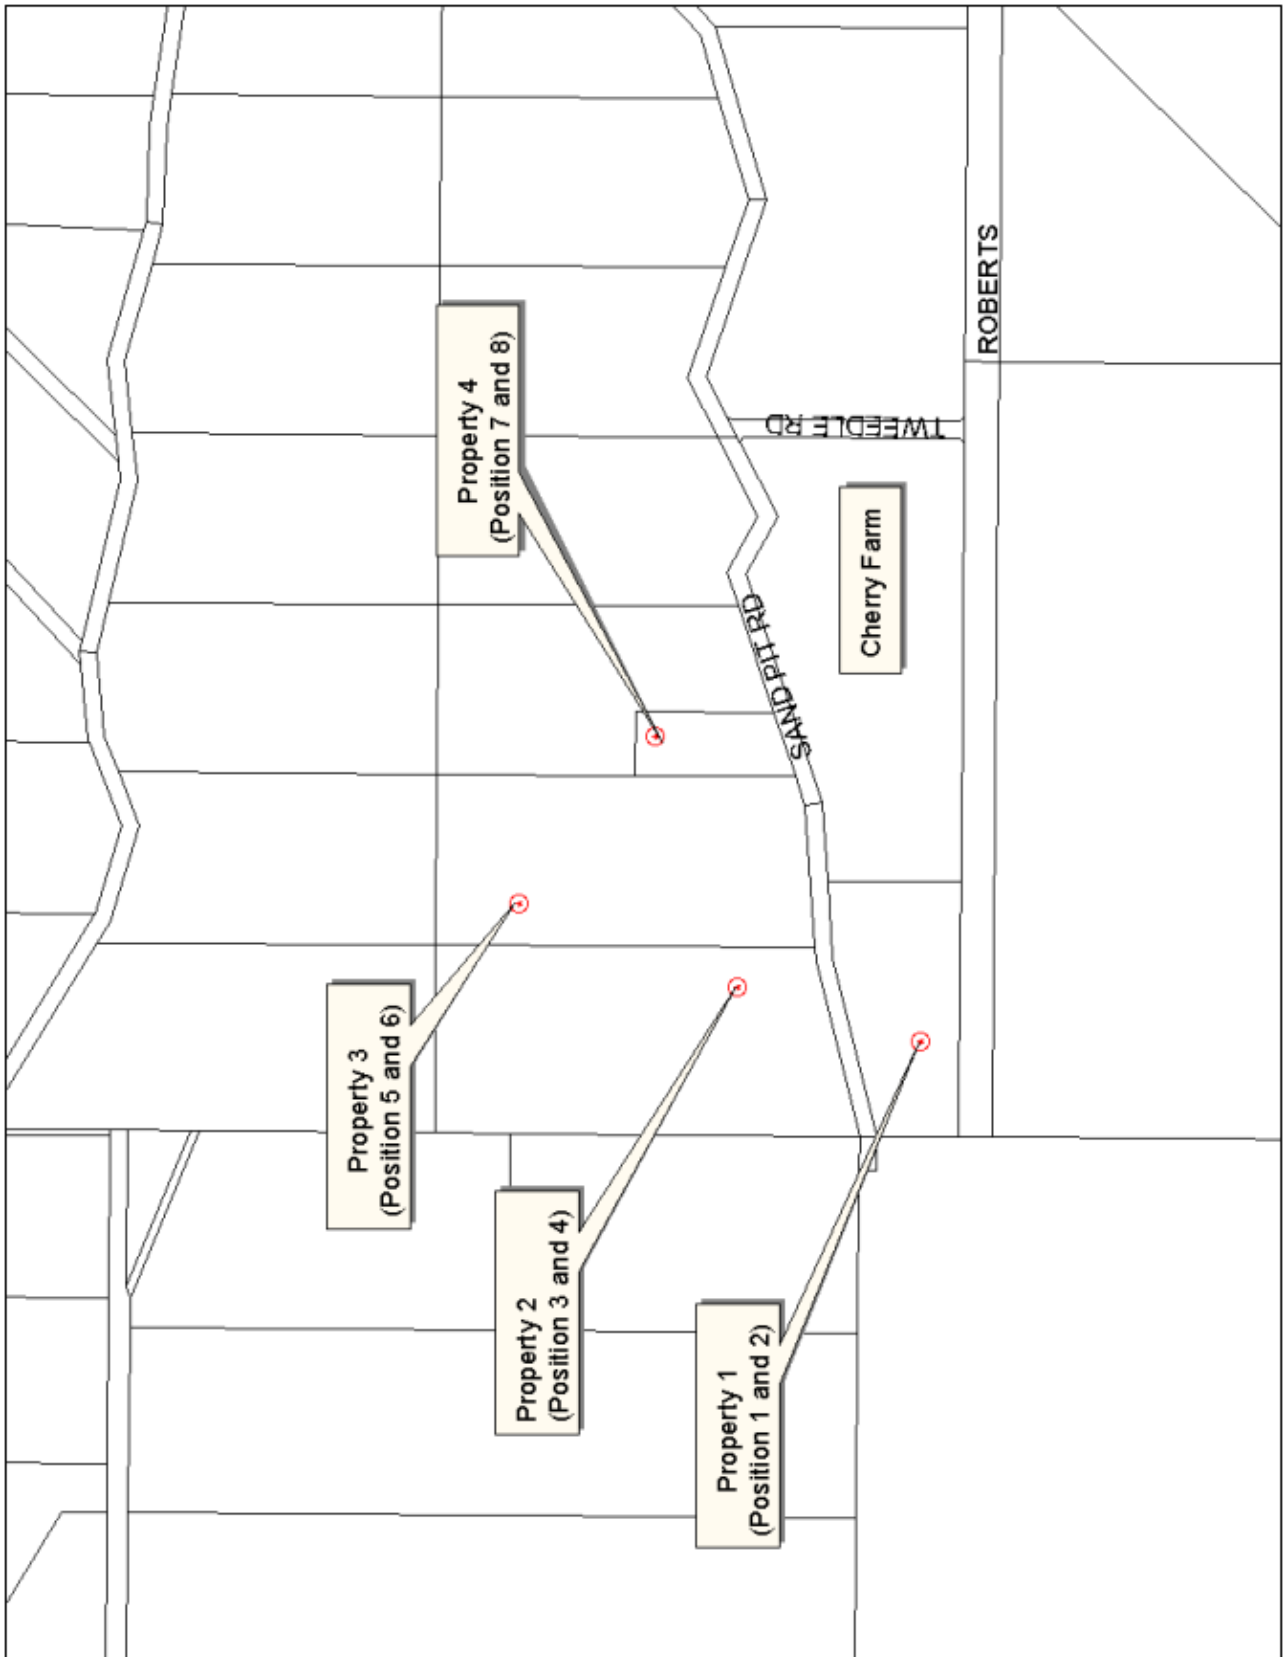 Property 4
(Position 7 and 8)
ROBERTS
TWEEDLE RD
Cherry Farm
SAND PIT RD
Property 3
(Position 5 and 6)
Property 2
(Position 3 and 4)
Property 1
(Position 1 and 2)